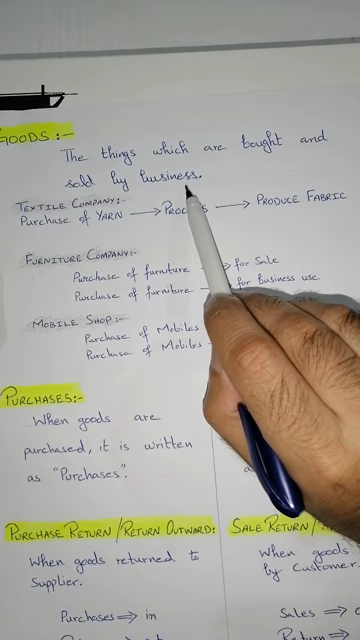 GOODS:-
The things which are bought and
sold by business.
TEXTILE COMPANY:-
Purchase of YARN → PROCESS → PRODUCE FABRIC
FURNITURE COMPANY:-
Purchase of furniture → for Sale
Purchase of furniture → for business use
MOBILE SHOP:-
Purchase of Mobiles
Purchase of Mobiles
PURCHASES:-
When goods are
purchased, it is written
as "Purchases".
PURCHASE RETURN/RETURN OUTWARD:
When goods returned to
Supplier.
Purchases ⇒ in
SALE RETURN/
When goods
by Customer.
Sales ⇒
Return ⇒